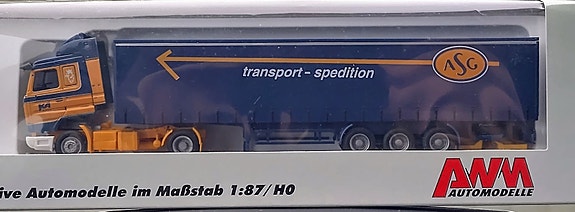 ASG
transport - spedition
ive Automodelle im Maßstab 1:87/H0
AWM
AUTOMODELLE